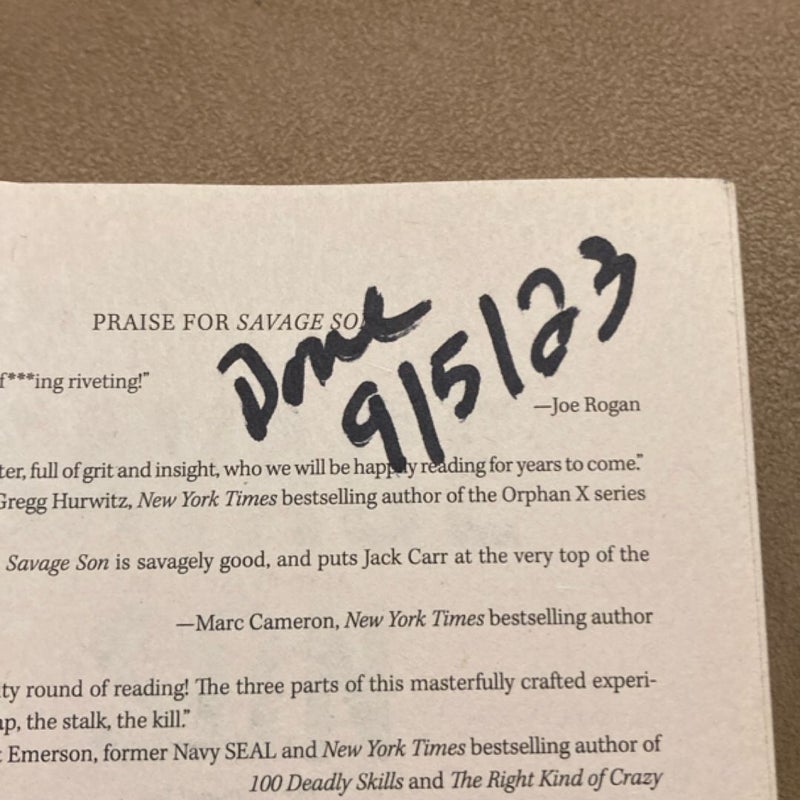 PRAISE FOR SAVAGE SO
Done
9/5/23
f***ing riveting!”
—Joe Rogan
ter, full of grit and insight, who we will be happily reading for years to come.”
Gregg Hurwitz, New York Times bestselling author of the Orphan X series
Savage Son is savagely good, and puts Jack Carr at the very top of the
—Marc Cameron, New York Times bestselling author
ty round of reading! The three parts of this masterfully crafted experi-
p, the stalk, the kill.”
Emerson, former Navy SEAL and New York Times bestselling author of
100 Deadly Skills and The Right Kind of Crazy